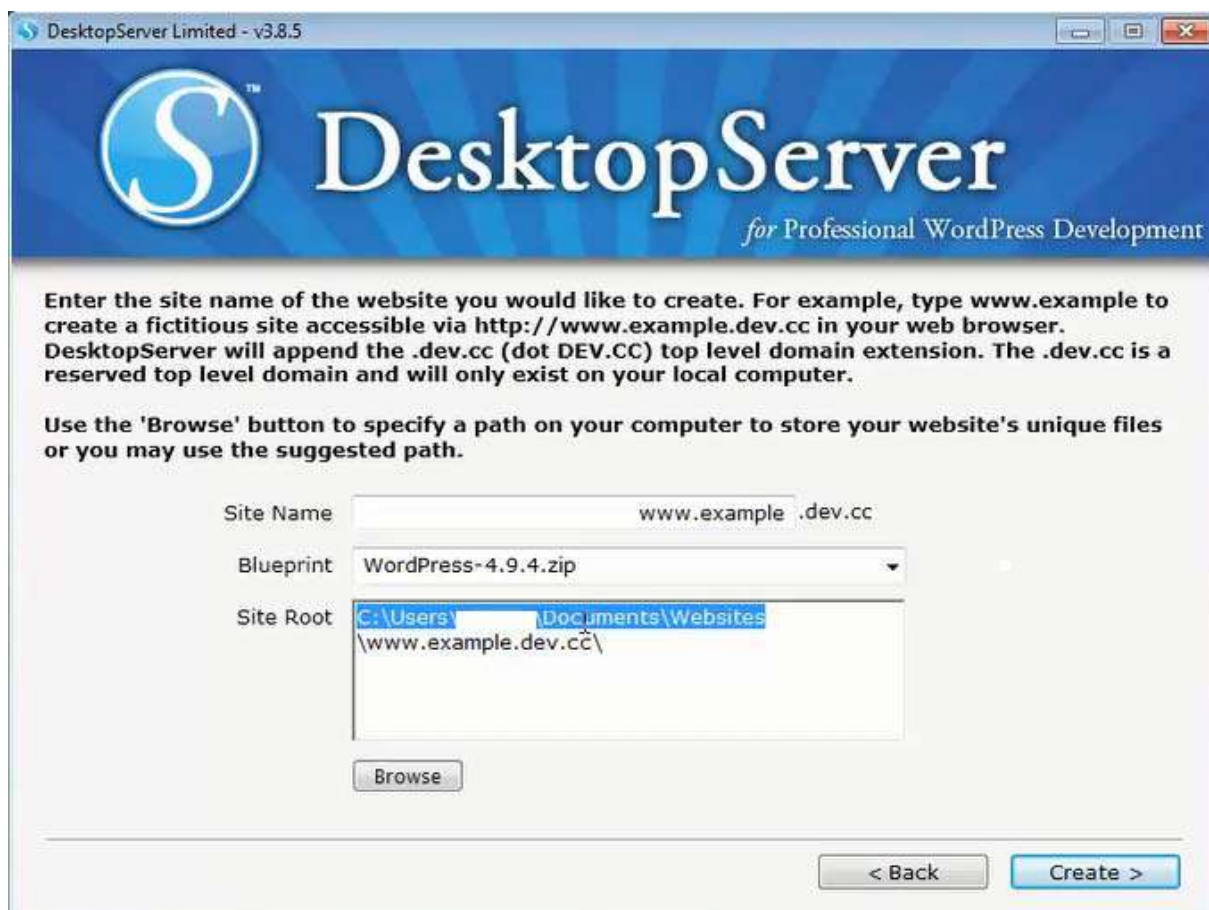 DesktopServer Limited - v3.8.5
S
TM
DesktopServer
for Professional WordPress Development
Enter the site name of the website you would like to create. For example, type www.example to
create a fictitious site accessible via http://www.example.dev.cc in your web browser.
DesktopServer will append the .dev.cc (dot DEV.CC) top level domain extension. The .dev.cc is a
reserved top level domain and will only exist on your local computer.
Use the 'Browse' button to specify a path on your computer to store your website's unique files
or you may use the suggested path.
Site Name www.example .dev.cc
Blueprint WordPress-4.9.4.zip
Site Root C:\Users\ \Documents\Websites
\www.example.dev.cc\
Browse
< Back Create >